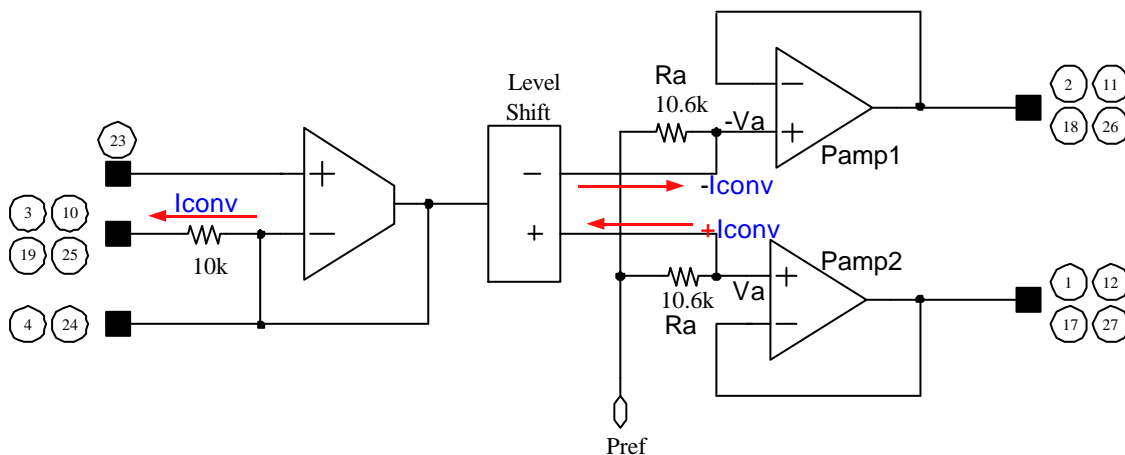 Level
Shift
Ra
10.6k
2 11
-Va
18 26
23
Pamp1
+
−
+
−
Iconv
-Iconv
3 10
−
+
+Iconv
19 25
10k
Pamp2
+
1 12
10.6k
Va
Ra
−
17 27
4 24
Pref